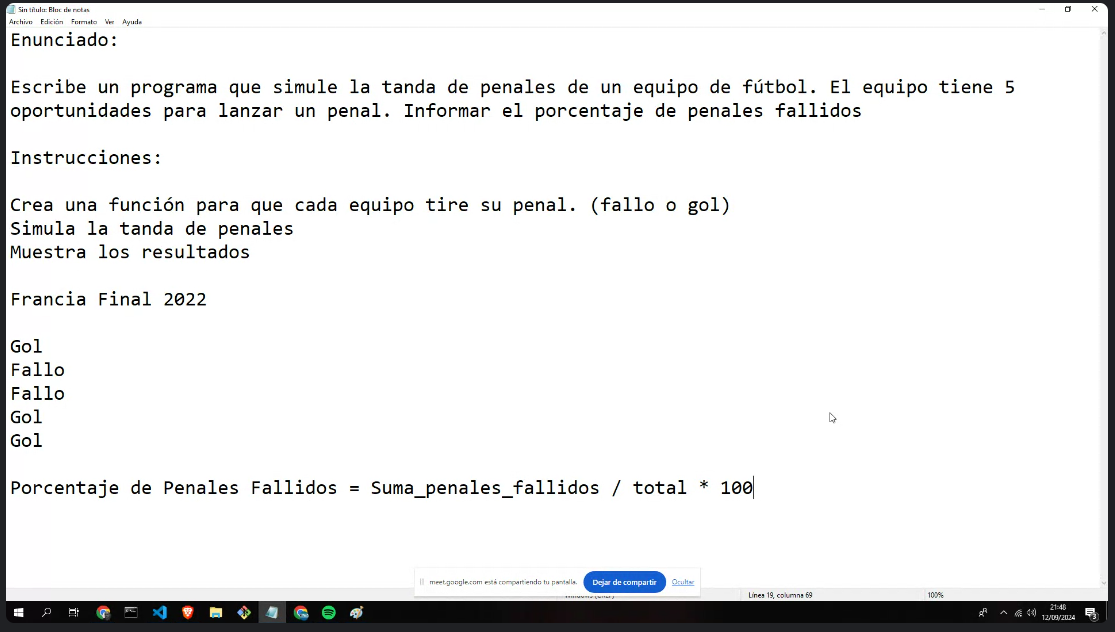 Sin título: Bloc de notas
Archivo Edición Formato Ver Ayuda
Enunciado:
Escribe un programa que simule la tanda de penales de un equipo de fútbol. El equipo tiene 5
oportunidades para lanzar un penal. Informar el porcentaje de penales fallidos
Instrucciones:
Crea una función para que cada equipo tire su penal. (fallo o gol)
Simula la tanda de penales
Muestra los resultados
Francia Final 2022
Gol
Fallo
Fallo
Gol
Gol
Porcentaje de Penales Fallidos = Suma_penales_fallidos / total * 100
meet.google.com está compartiendo tu pantalla. Dejar de compartir Ocultar
Línea 19, columna 69 100%
21:48
12/09/2024
3